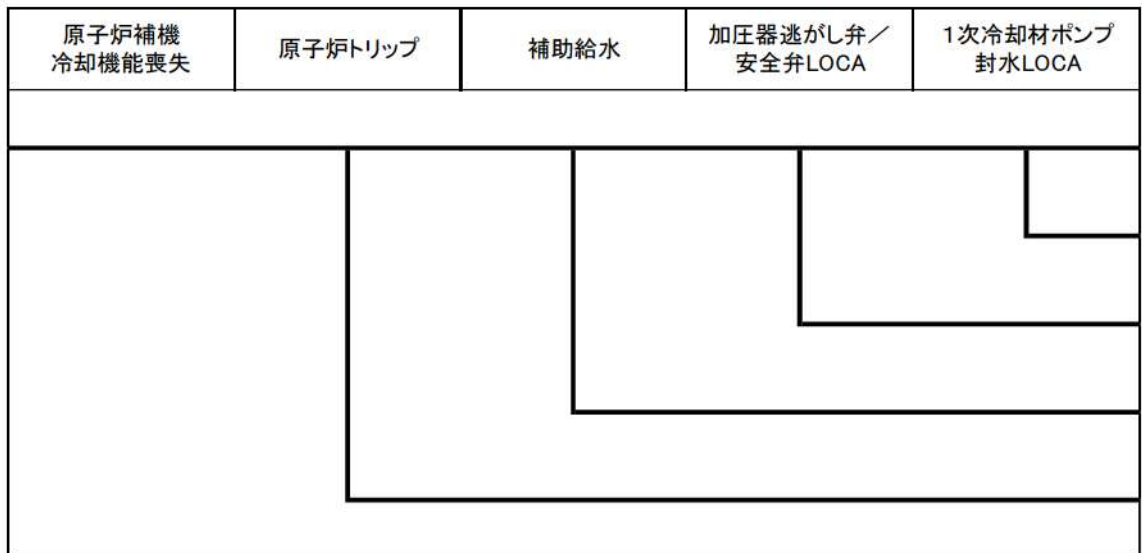 原子炉補機
冷却機能喪失
原子炉トリップ
補助給水
加圧器逃がし弁／
安全弁LOCA
1次冷却材ポンプ
封水LOCA